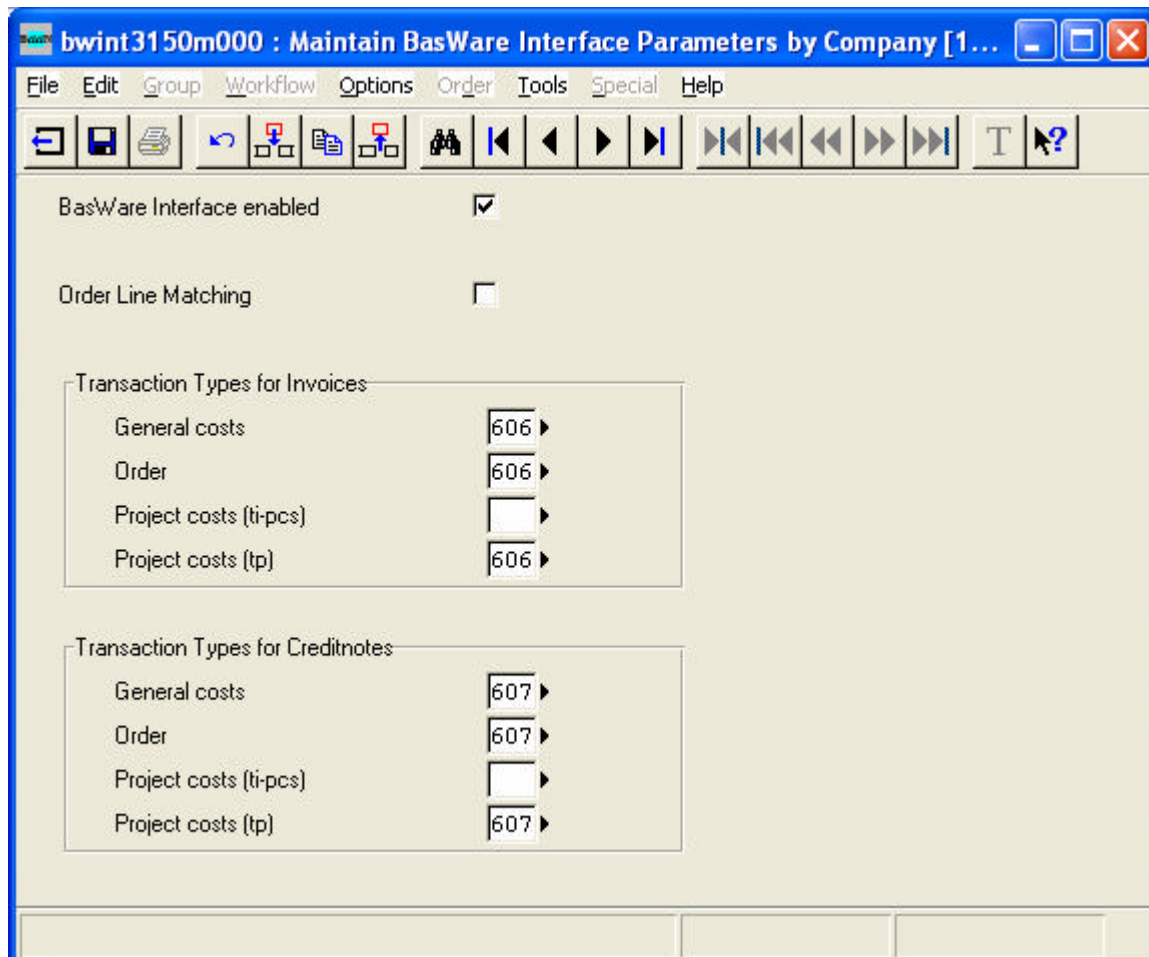 bwint3150m000 : Maintain BasWare Interface Parameters by Company [1...
File Edit Group Workflow Options Order Tools Special Help
T ?
BasWare Interface enabled
Order Line Matching
Transaction Types for Invoices
General costs 606
Order 606
Project costs (ti-pcs)
Project costs (tp) 606
Transaction Types for Creditnotes
General costs 607
Order 607
Project costs (ti-pcs)
Project costs (tp) 607